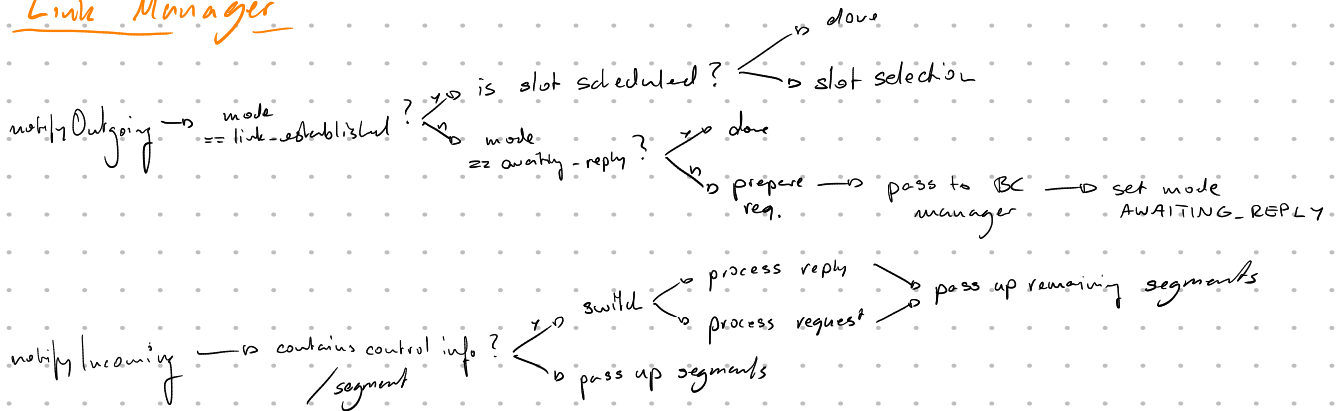 Link Manager
notifyOutgoing → mode == link_established ?
y → is slot scheduled ?
→ done
→ slot selection
n → mode == awaitly-reply ?
y → done
n → prepare req. → pass to BC manager → set mode AWAITING_REPLY
notifyIncoming → contains control info /segment ?
y → switch
→ process reply
→ process request
→ pass up remaining segments
→ pass up segments